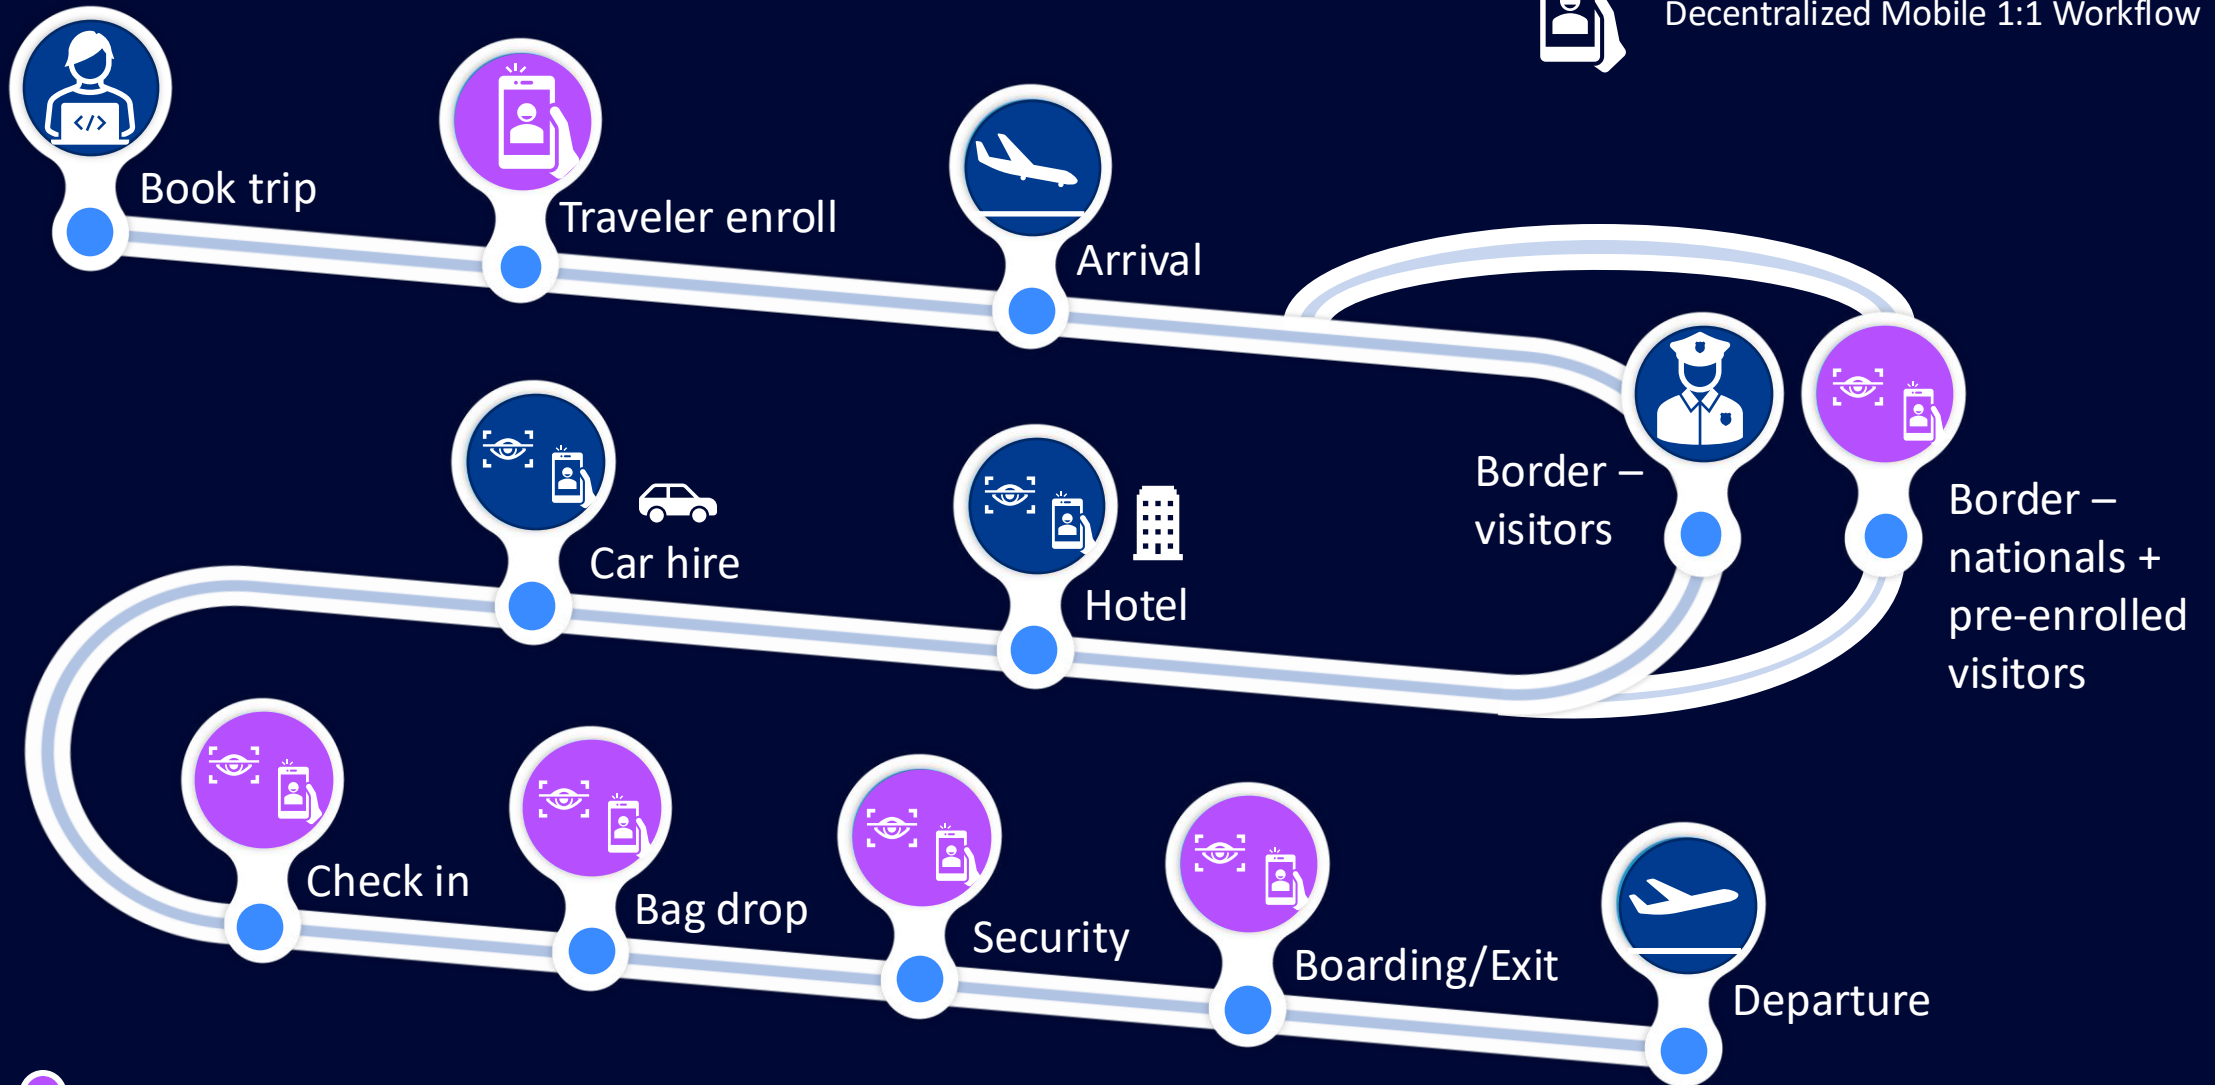 Decentralized Mobile 1:1 Workflow
Book trip
Traveler enroll
Arrival
Border –
visitors
Border –
nationals +
pre-enrolled
visitors
Car hire
Hotel
Check in
Bag drop
Security
Boarding/Exit
Departure